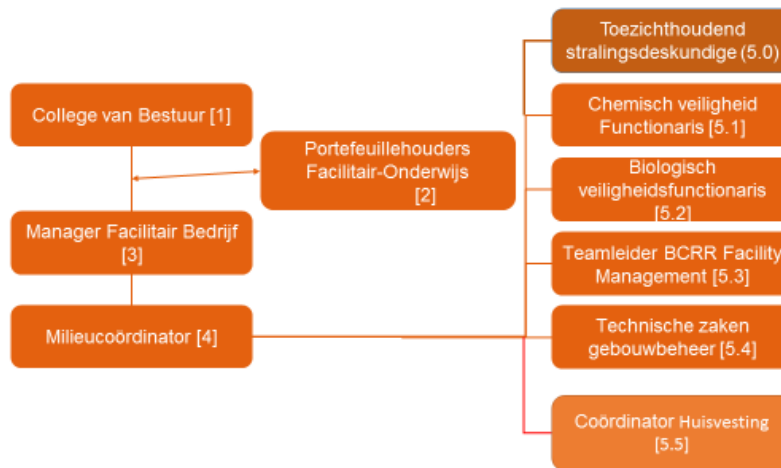 College van Bestuur [1]
Portefeuillehouders
Facilitair-Onderwijs
[2]
Manager Facilitair Bedrijf
[3]
Milieucoördinator [4]
Toezichthoudend
stralingsdeskundige (5.0)
Chemisch veiligheid
Functionaris [5.1]
Biologisch
veiligheidsfunctionaris
[5.2]
Teamleider BCRR Facility
Management [5.3]
Technische zaken
gebouwbeheer [5.4]
Coördinator Huisvesting
[5.5]